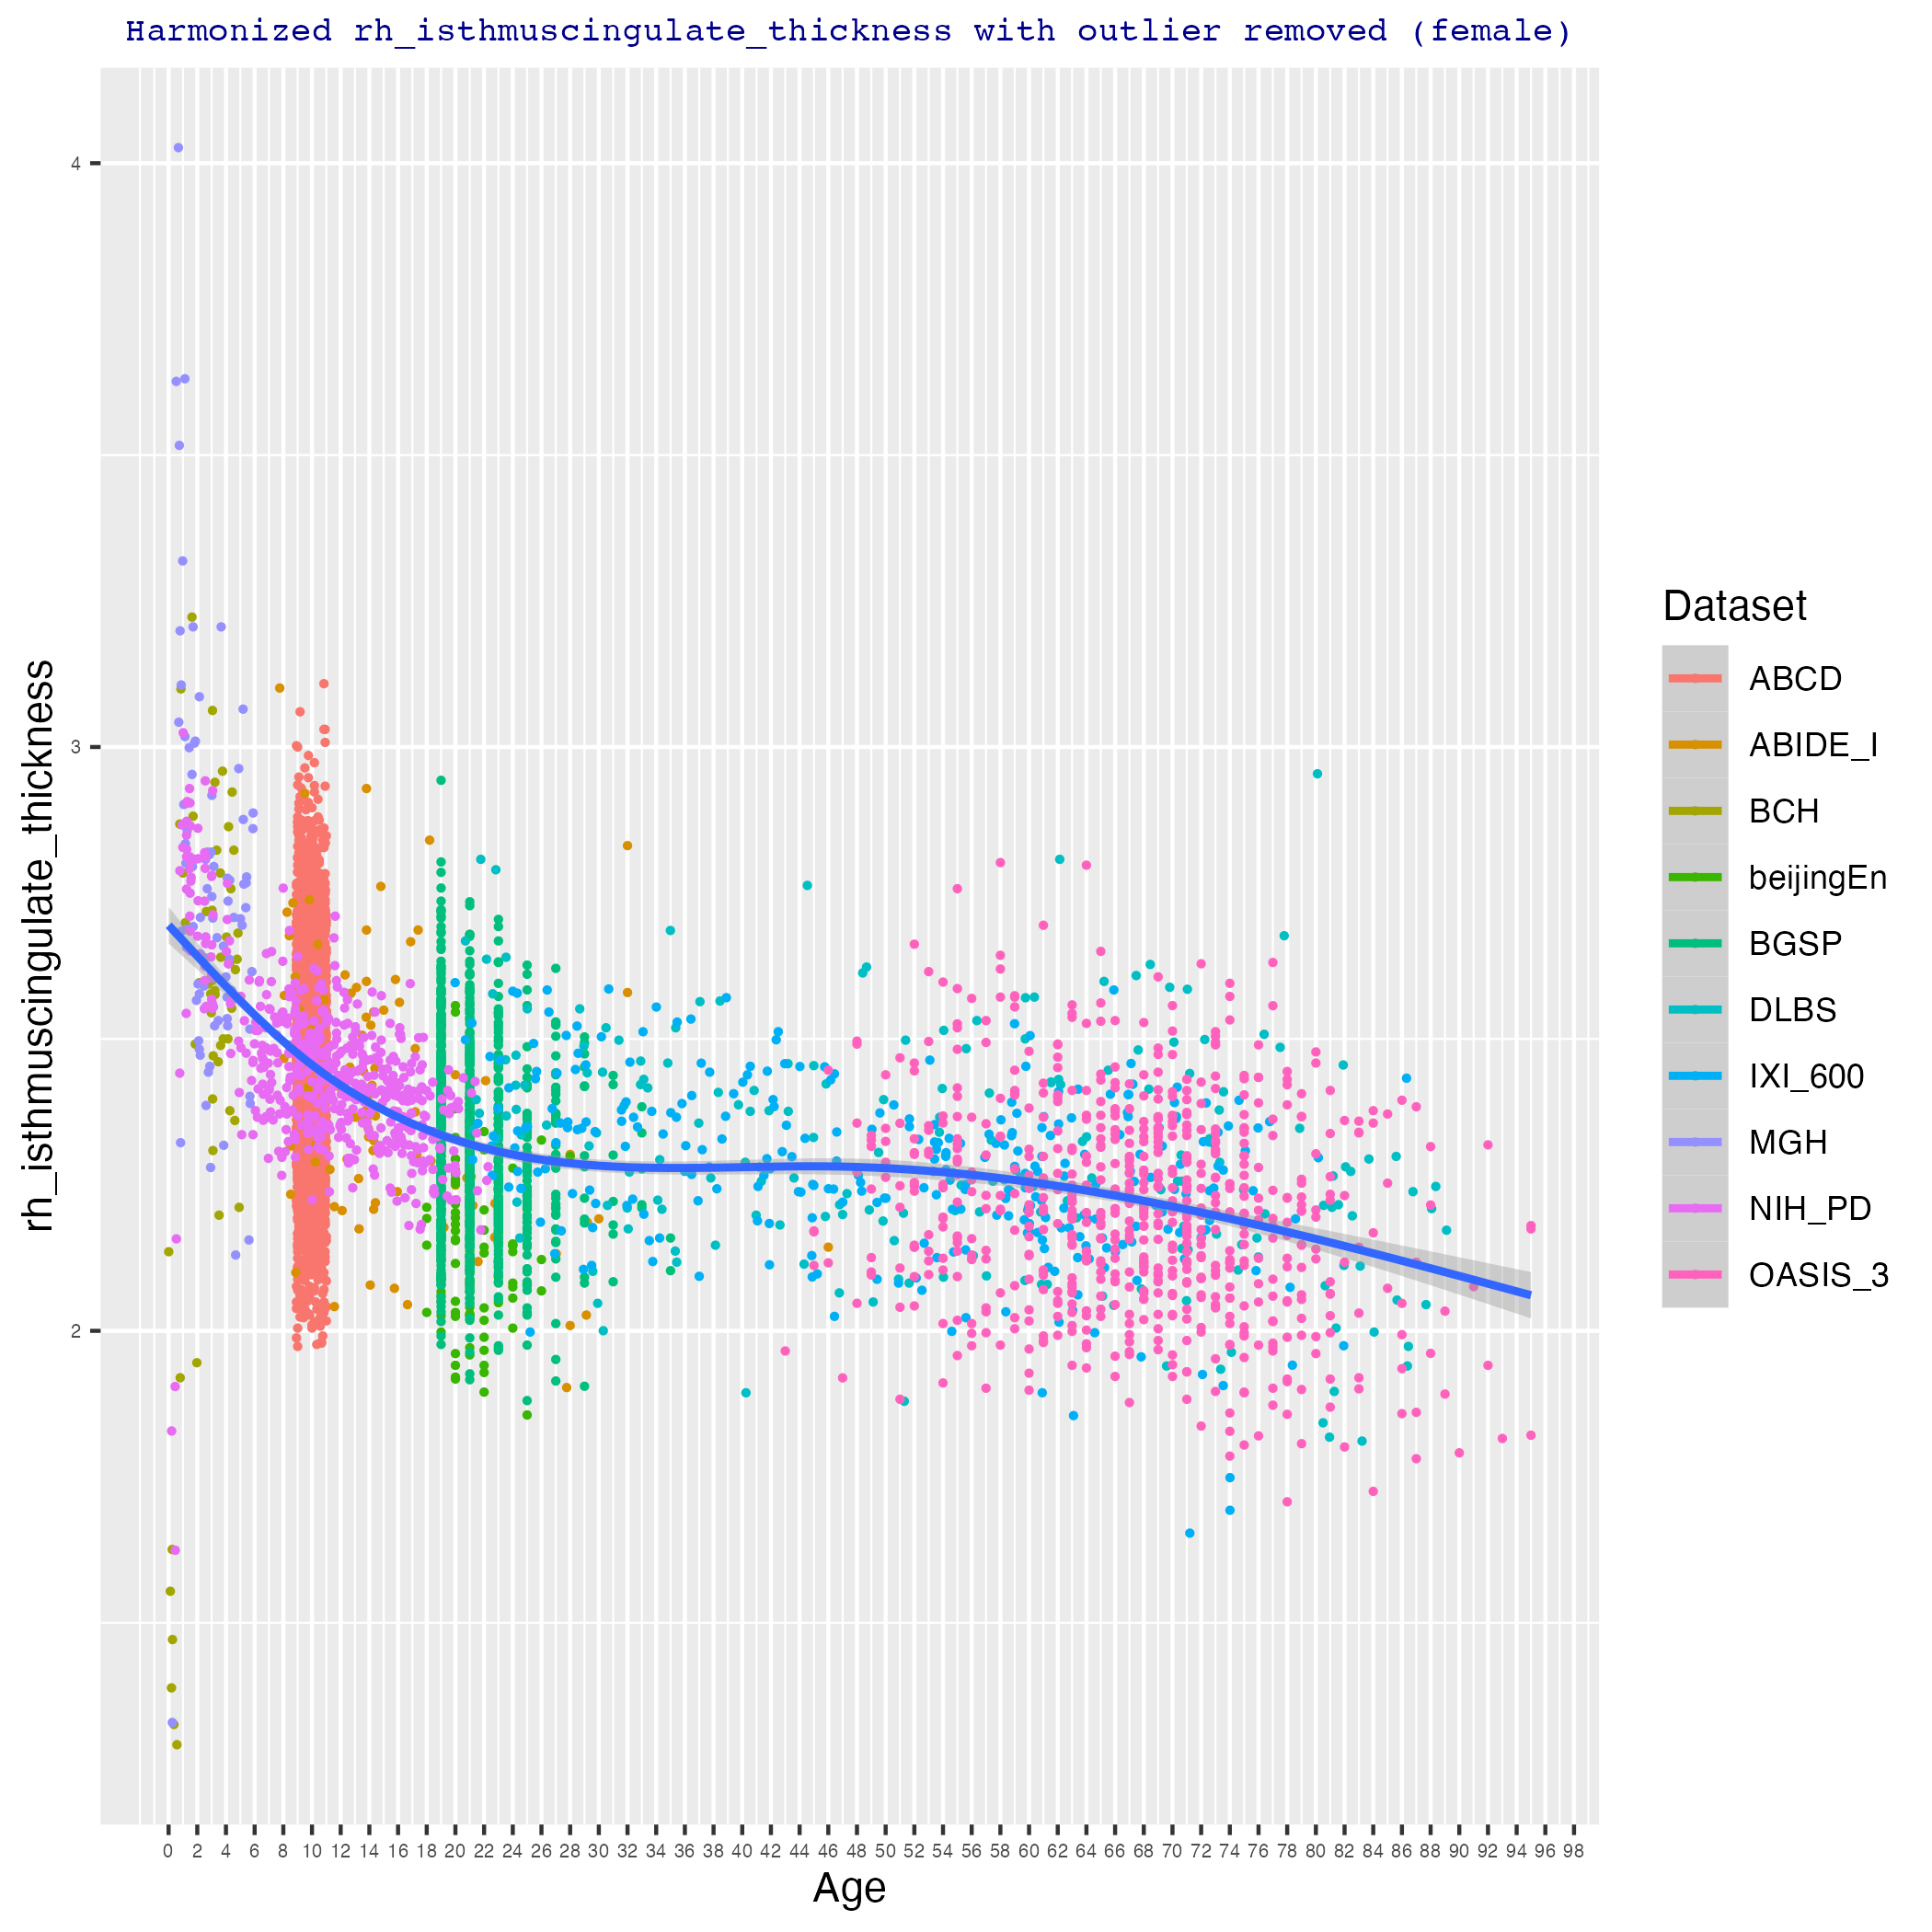 Harmonized rh_isthmuscingulate_thickness with outlier removed (female)
4
3
2
rh_isthmuscingulate_thickness
0 2 4 6 8 10 12 14 16 18 20 22 24 26 28 30 32 34 36 38 40 42 44 46 48 50 52 54 56 58 60 62 64 66 68 70 72 74 76 78 80 82 84 86 88 90 92 94 96 98
Age
Dataset
ABCD
ABIDE_I
BCH
beijingEn
BGSP
DLBS
IXI_600
MGH
NIH_PD
OASIS_3